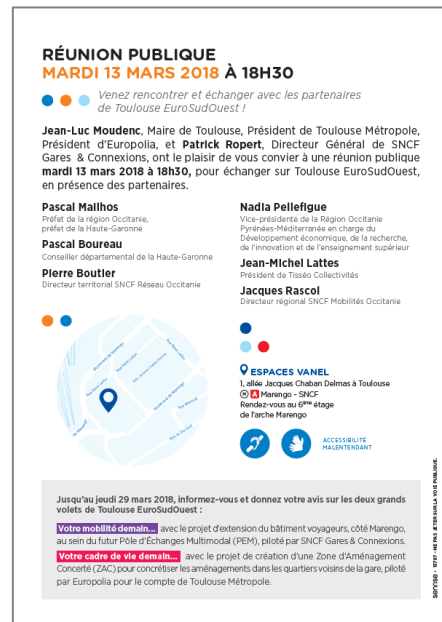 RÉUNION PUBLIQUE
MARDI 13 MARS 2018 À 18H30
Venez rencontrer et échanger avec les partenaires
de Toulouse EuroSudOuest !
Jean-Luc Moudenc, Maire de Toulouse, Président de Toulouse Métropole,
Président d'Europolia, et Patrick Ropert, Directeur Général de SNCF
Gares & Connexions, ont le plaisir de vous convier à une réunion publique
mardi 13 mars 2018 à 18h30, pour échanger sur Toulouse EuroSudOuest,
en présence des partenaires.
Pascal Mailhos
Préfet de la région Occitanie,
préfet de la Haute-Garonne
Pascal Boureau
Conseiller départemental de la Haute-Garonne
Pierre Boutier
Directeur territorial SNCF Réseau Occitanie
Nadia Pellefigue
Vice-présidente de la Région Occitanie
Pyrénées-Méditerranée en charge du
Développement économique, de la recherche,
de l'innovation et de l'enseignement supérieur
Jean-Michel Lattes
Président de Tisséo Collectivités
Jacques Rascol
Directeur régional SNCF Mobilités Occitanie
ESPACES VANEL
1, allée Jacques Chaban Delmas à Toulouse
M A Marengo - SNCF
Rendez-vous au 6ème étage
de l'arche Marengo
ACCESSIBILITÉ
MALENTENDANT
Jusqu'au jeudi 29 mars 2018, informez-vous et donnez votre avis sur les deux grands
volets de Toulouse EuroSudOuest :
Votre mobilité demain... avec le projet d'extension du bâtiment voyageurs, côté Marengo,
au sein du futur Pôle d'Échanges Multimodal (PEM), piloté par SNCF Gares & Connexions.
Votre cadre de vie demain... avec le projet de création d'une Zone d'Aménagement
Concerté (ZAC) pour concrétiser les aménagements dans les quartiers voisins de la gare, piloté
par Europolia pour le compte de Toulouse Métropole.
NE PAS JETER SUR LA VOIE PUBLIQUE.